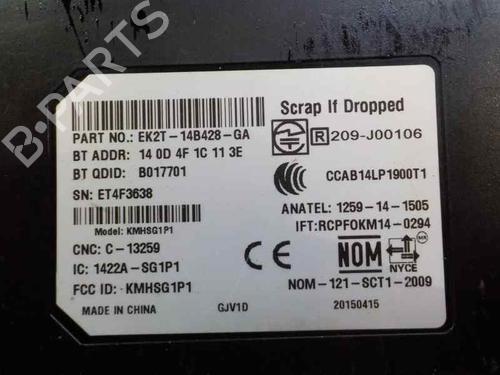 B-PARTS
Scrap If Dropped
PART NO.: EK2T-14B428-GA
R 209-J00106
BT ADDR: 14 0D 4F 1C 11 3E
BT QDID: B017701
CCAB14LP1900T1
SN: ET4F3638
ANATEL: 1259-14-1505
Model: KMHSG1P1
IFT:RCPFOKM14-0294
CNC: C-13259
CE
NOM
NYCE
IC: 1422A-SG1P1
FCC ID: KMHSG1P1
NOM-121-SCT1-2009
MADE IN CHINA
GJV1D
20150415